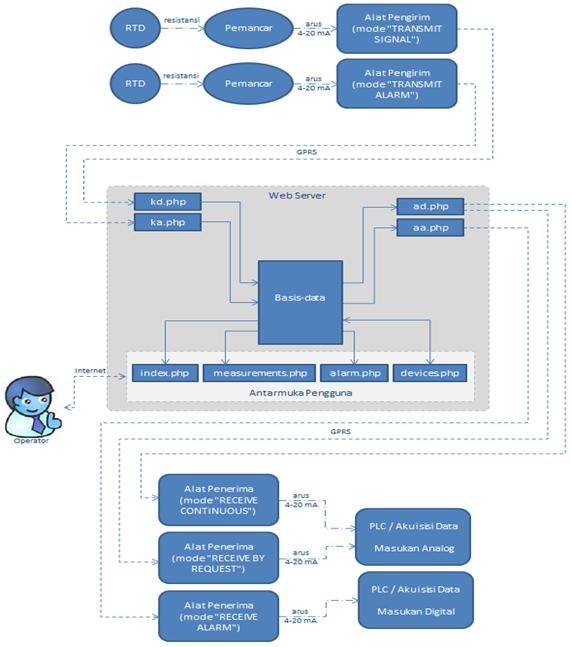 RTD
resistansi
Pemancar
arus
4-20 mA
Alat Pengirim
(mode "TRANSMIT
SIGNAL")
RTD
resistansi
Pemancar
arus
4-20 mA
Alat Pengirim
(mode "TRANSMIT
ALARM")
GPRS
Web Server
kd.php
ka.php
ad.php
aa.php
Basis-data
index.php
measurements.php
alarm.php
devices.php
Antarmuka Pengguna
Internet
Operator
GPRS
Alat Penerima
(mode "RECEIVE
CONTINUOUS")
arus
4-20 mA
Alat Penerima
(mode "RECEIVE BY
REQUEST")
arus
4-20 mA
PLC / Akuisisi Data
Masukan Analog
Alat Penerima
(mode "RECEIVE
ALARM")
arus
4-20 mA
PLC / Akuisisi Data
Masukan Digital